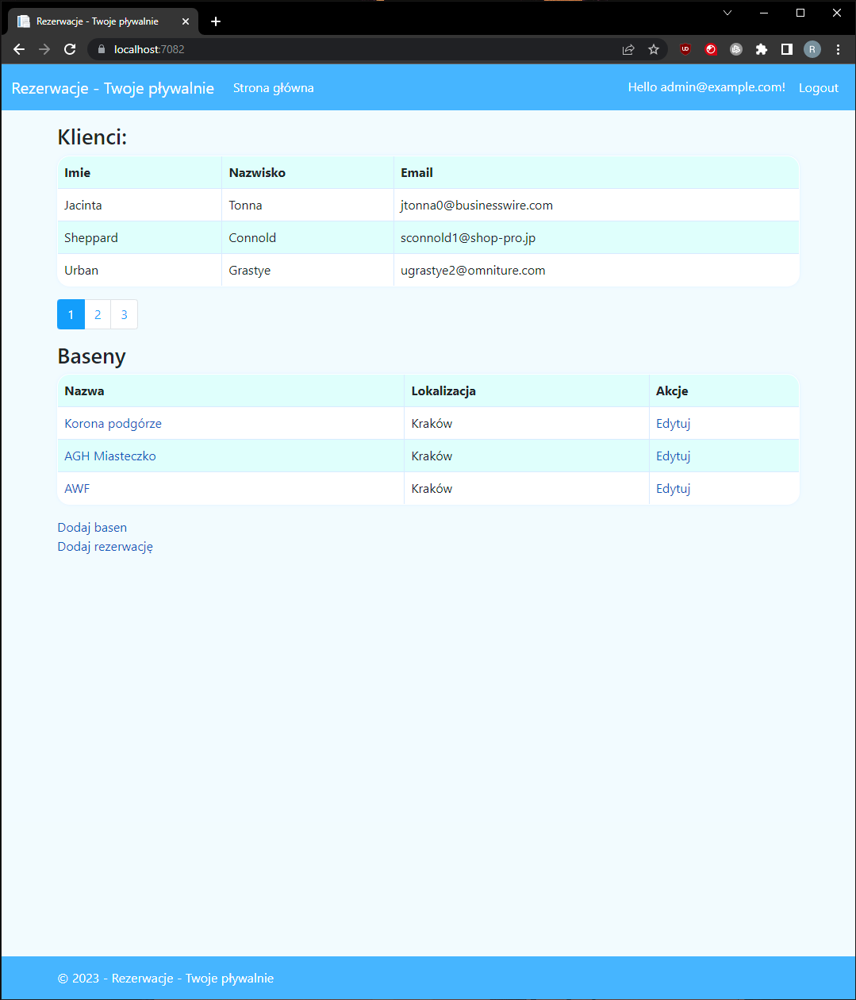 Rezerwacje - Twoje pływalnie
localhost:7082
R
Rezerwacje - Twoje pływalnie Strona główna Hello admin@example.com! Logout
Klienci:
Imie Nazwisko Email
Jacinta Tonna jtonna0@businesswire.com
Sheppard Connold sconnold1@shop-pro.jp
Urban Grastye ugrastye2@omniture.com
1 2 3
Baseny
Nazwa Lokalizacja Akcje
Korona podgórze Kraków Edytuj
AGH Miasteczko Kraków Edytuj
AWF Kraków Edytuj
Dodaj basen
Dodaj rezerwację
© 2023 - Rezerwacje - Twoje pływalnie